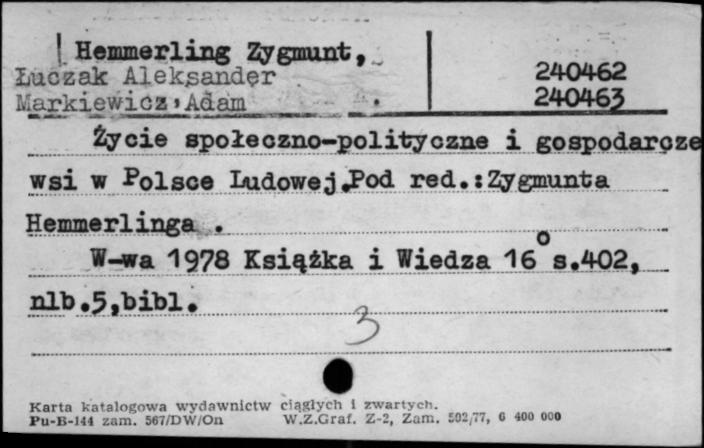 Hemmerling Zygmunt,
Łuczak Aleksander 240462
Markiewicz, Adam 240463
Życie społeczno-polityczne i gospodarcze
wsi w Polsce Ludowej.Pod red.:Zygmunta
Hemmerlinga .
W-wa 1978 Książka i Wiedza 16° s.402,
nlb.5,bibl.
3
Karta katalogowa wydawnictw ciągłych i zwartych.
Pu-B-144 zam. 567/DW/On W.Z.Graf. Z-2, Zam. 502/77, 6 400 000